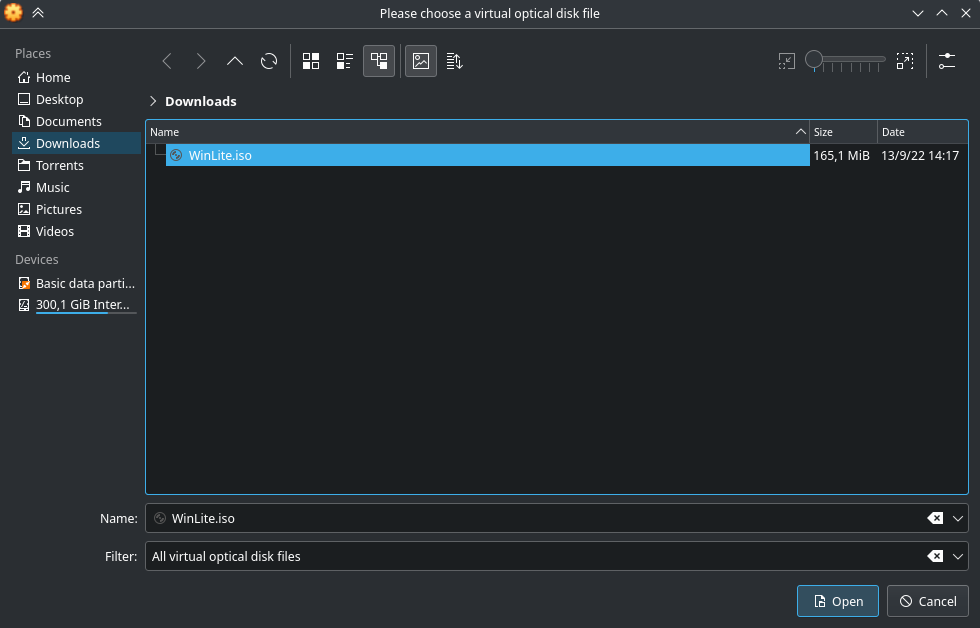 Please choose a virtual optical disk file
Places
Home
Desktop
Documents
Downloads
Torrents
Music
Pictures
Videos
Devices
Basic data parti...
300,1 GiB Inter...
Downloads
Name Size Date
WinLite.iso 165,1 MiB 13/9/22 14:17
Name: WinLite.iso
Filter: All virtual optical disk files
Open Cancel